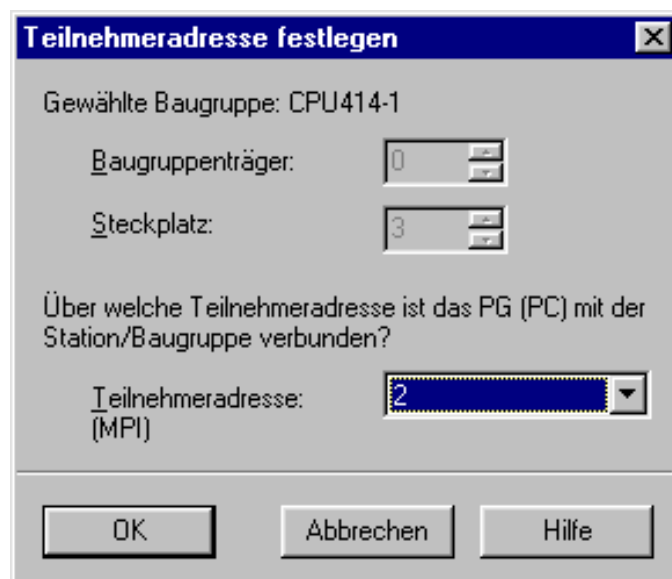 Teilnehmeradresse festlegen
Gewählte Baugruppe: CPU414-1
Baugruppenträger: 0
Steckplatz: 3
Über welche Teilnehmeradresse ist das PG (PC) mit der
Station/Baugruppe verbunden?
Teilnehmeradresse: 2
(MPI)
OK Abbrechen Hilfe